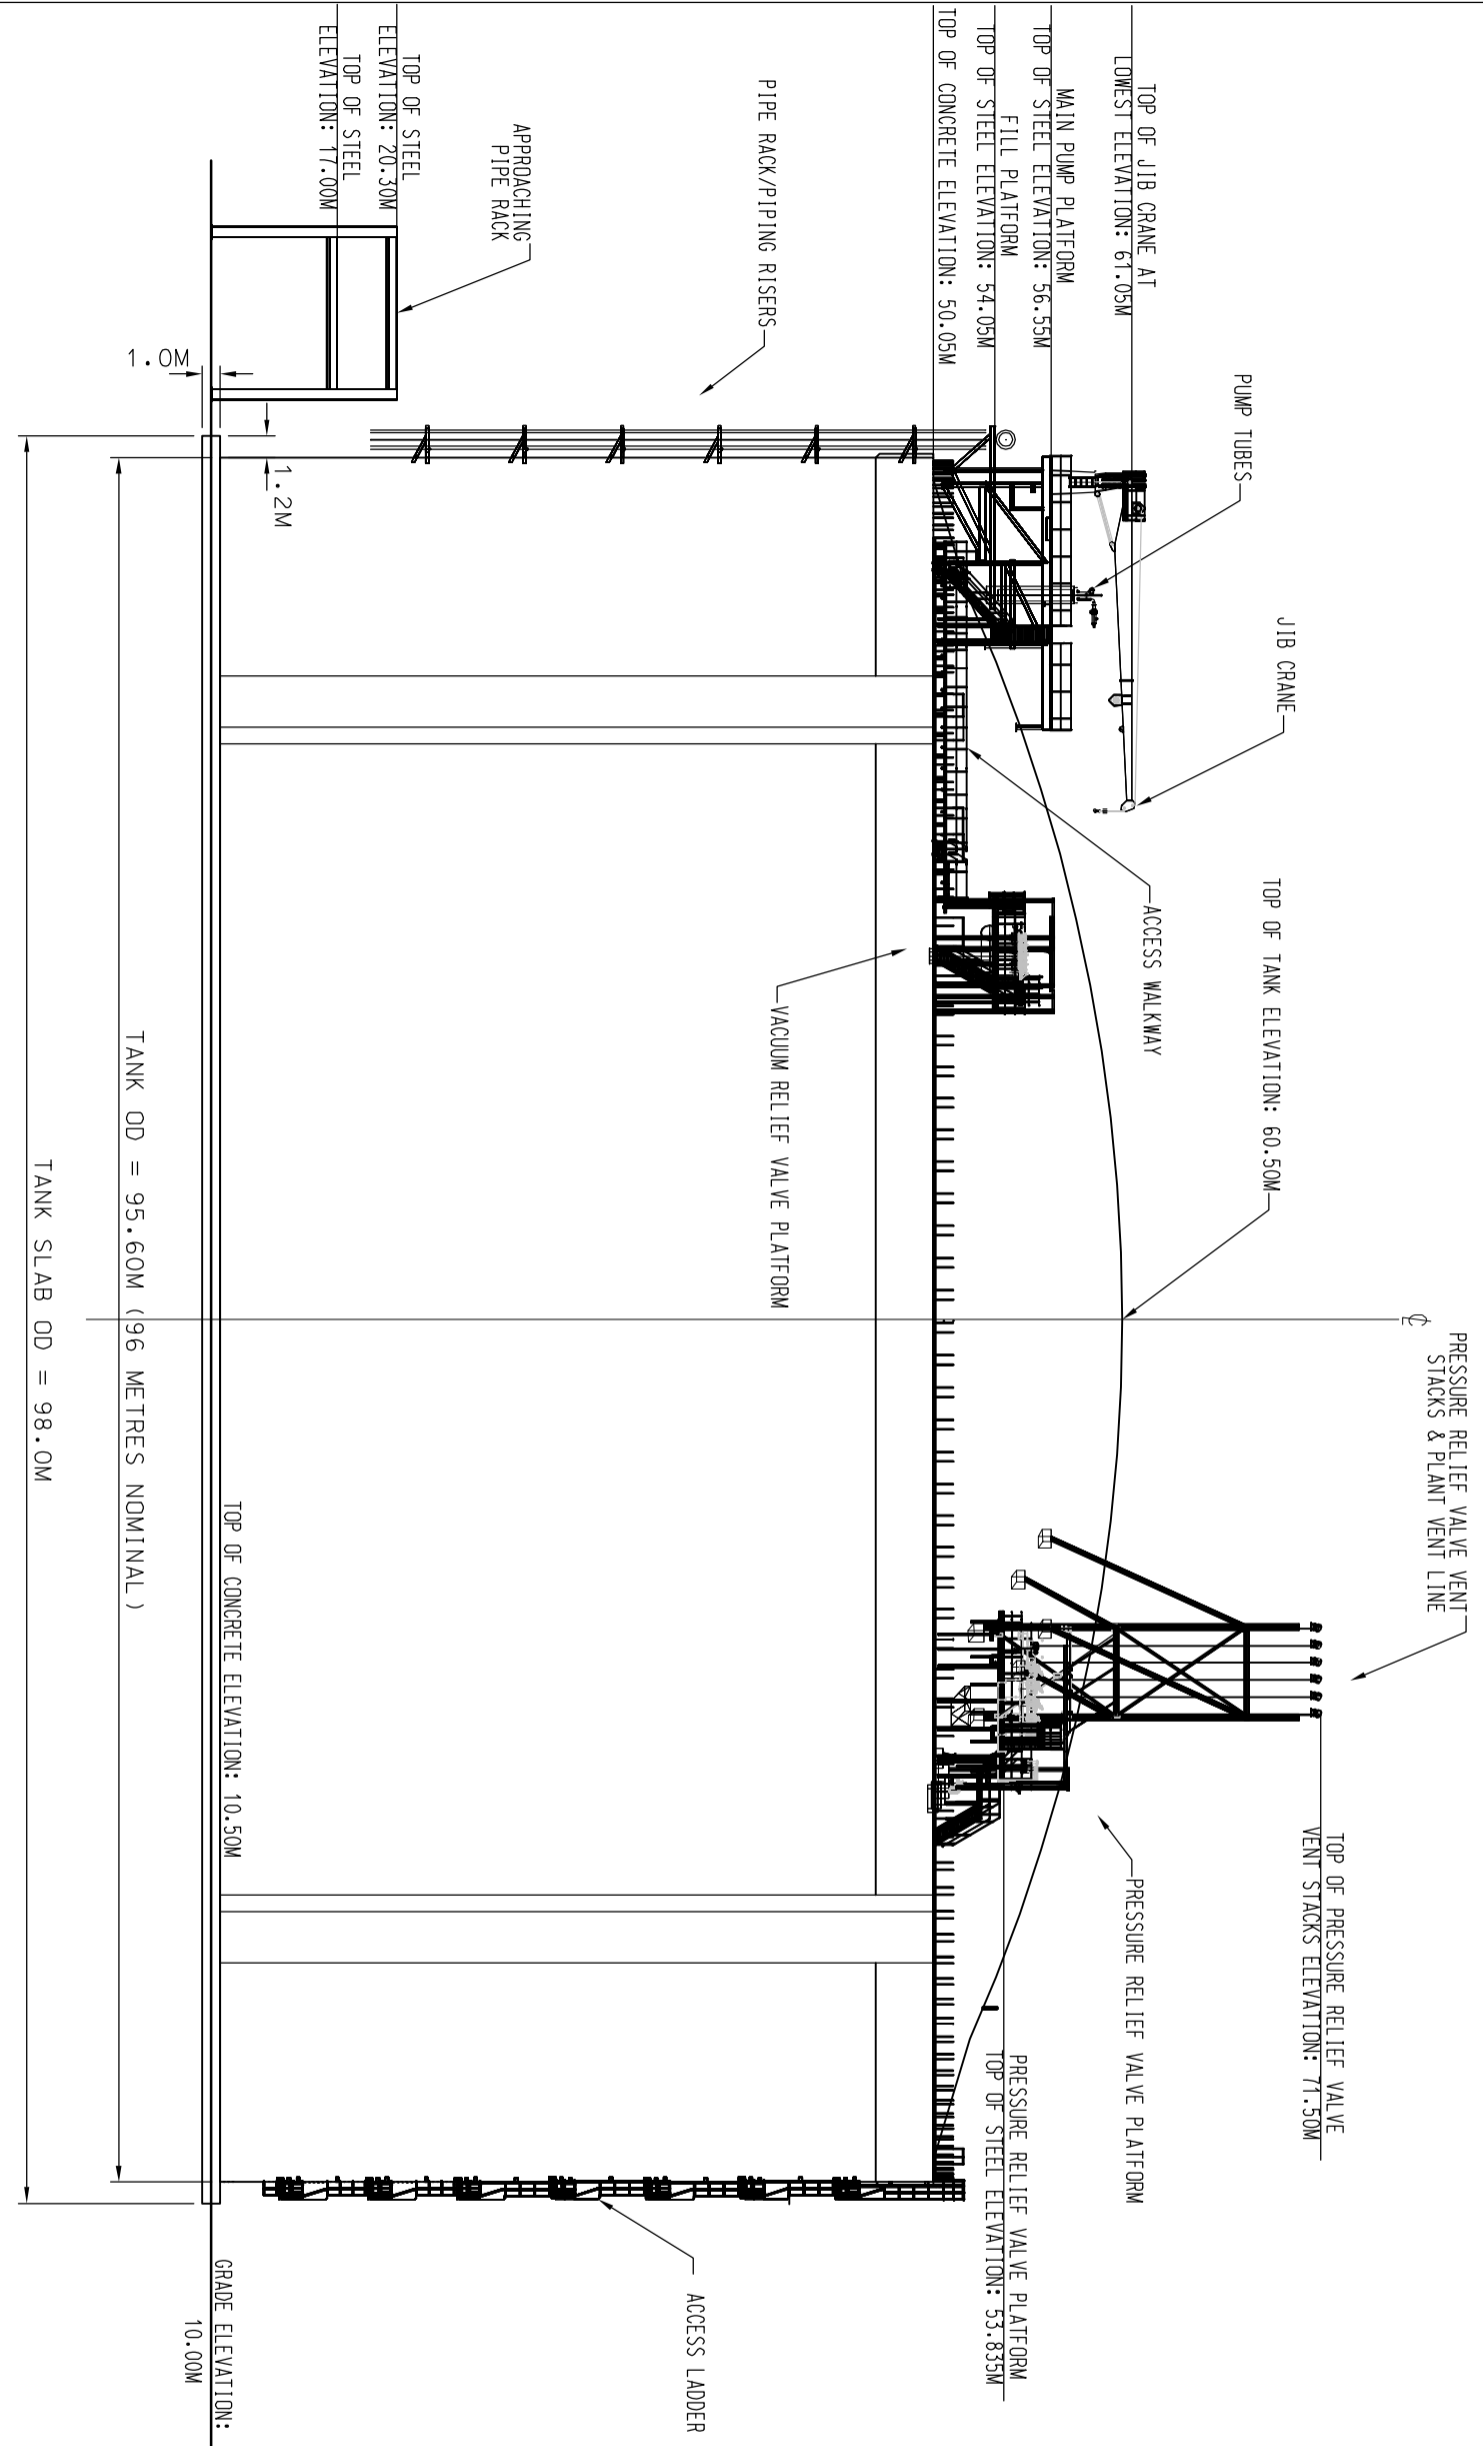 PRESSURE RELIEF VALVE VENT
STACKS & PLANT VENT LINE
℄
TOP OF PRESSURE RELIEF VALVE
VENT STACKS ELEVATION: 71.50M
JIB CRANE
TOP OF TANK ELEVATION: 60.50M
PUMP TUBES
TOP OF JIB CRANE AT
LOWEST ELEVATION: 61.05M
ACCESS WALKWAY
PRESSURE RELIEF VALVE PLATFORM
MAIN PUMP PLATFORM
TOP OF STEEL ELEVATION: 56.55M
FILL PLATFORM
TOP OF STEEL ELEVATION: 54.05M
PRESSURE RELIEF VALVE PLATFORM
TOP OF STEEL ELEVATION: 53.835M
TOP OF CONCRETE ELEVATION: 50.05M
VACUUM RELIEF VALVE PLATFORM
PIPE RACK/PIPING RISERS
ACCESS LADDER
APPROACHING
PIPE RACK
TOP OF STEEL
ELEVATION: 20.30M
TOP OF STEEL
ELEVATION: 17.00M
1.2M
TOP OF CONCRETE ELEVATION: 10.50M
GRADE ELEVATION:
10.00M
1.0M
TANK OD = 95.60M (96 METRES NOMINAL)
TANK SLAB OD = 98.0M